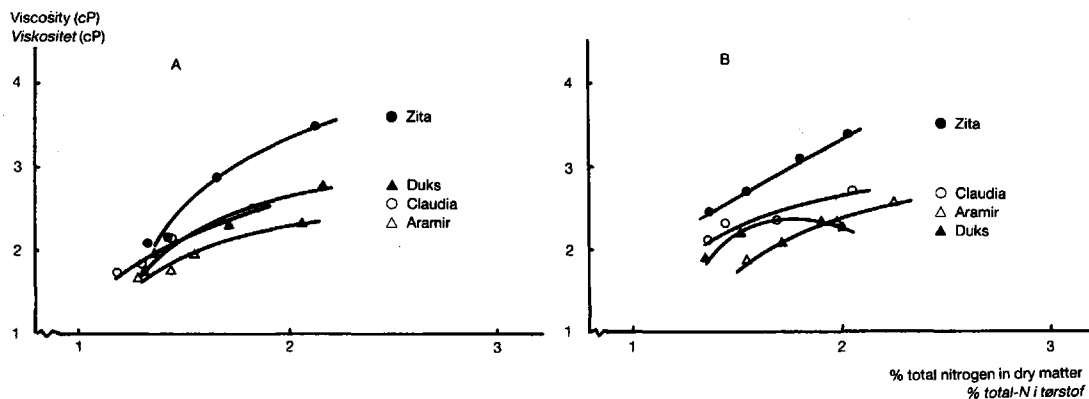 Viscosity (cP)
Viskositet (cP)
A
4
3
2
1
1
2
3
Zita
Duks
Claudia
Aramir
B
4
3
2
1
1
2
3
Zita
Claudia
Aramir
Duks
% total nitrogen in dry matter
% total-N i tørstof